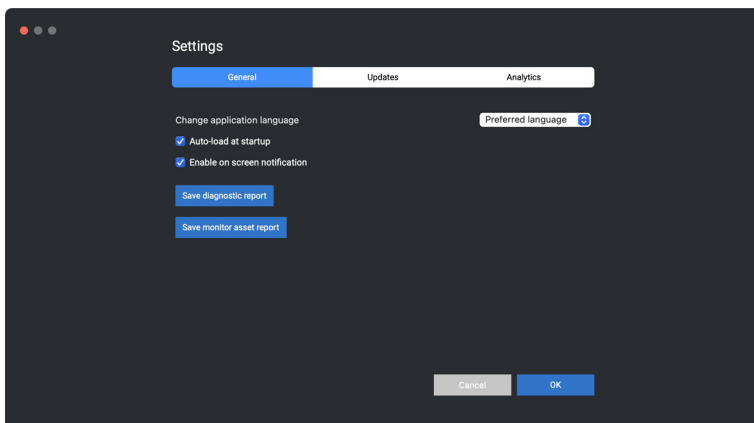 Settings
General Updates Analytics
Change application language Preferred language
Auto-load at startup
Enable on screen notification
Save diagnostic report
Save monitor asset report
Cancel OK